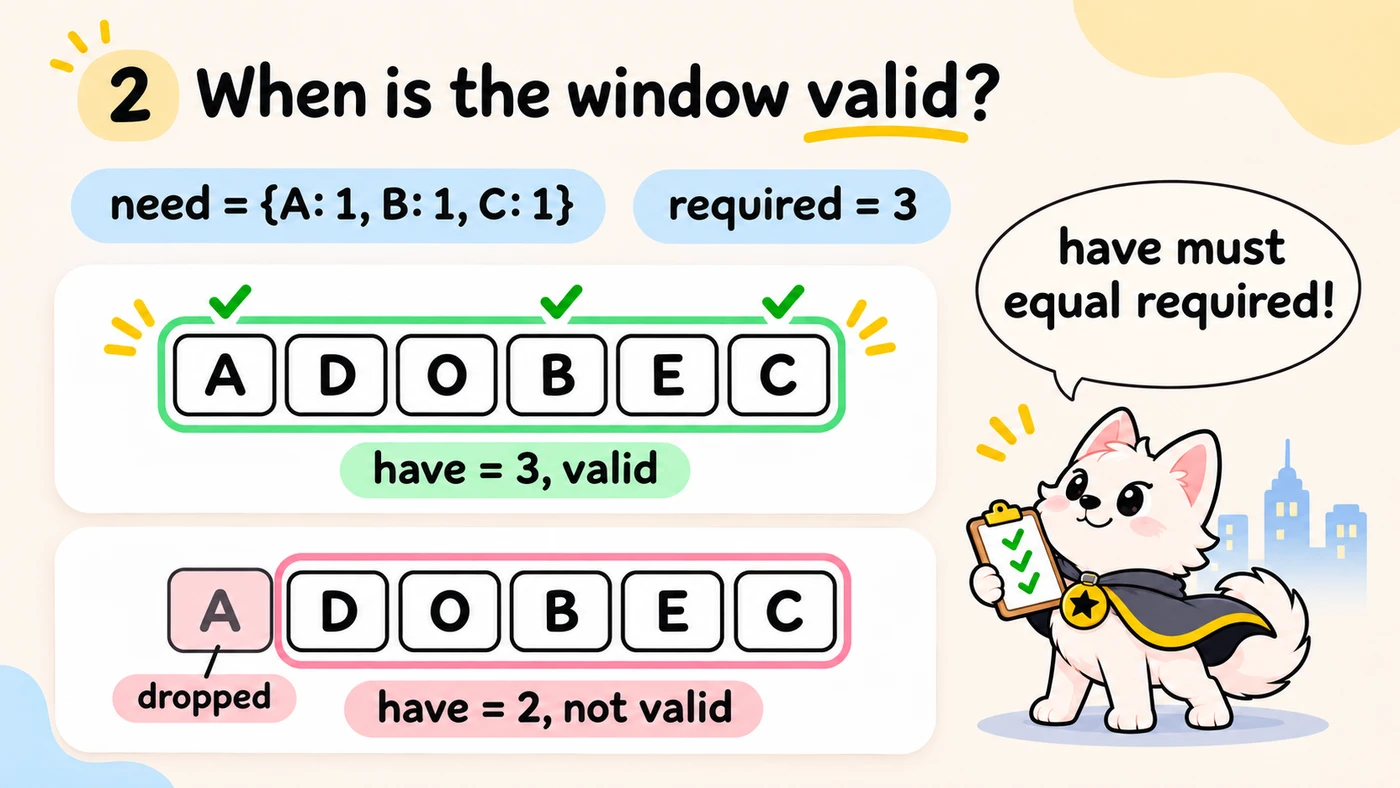 2 When is the window valid?
need = {A: 1, B: 1, C: 1}
required = 3
have must
equal required!
A D O B E C
have = 3, valid
A D O B E C
dropped
have = 2, not valid